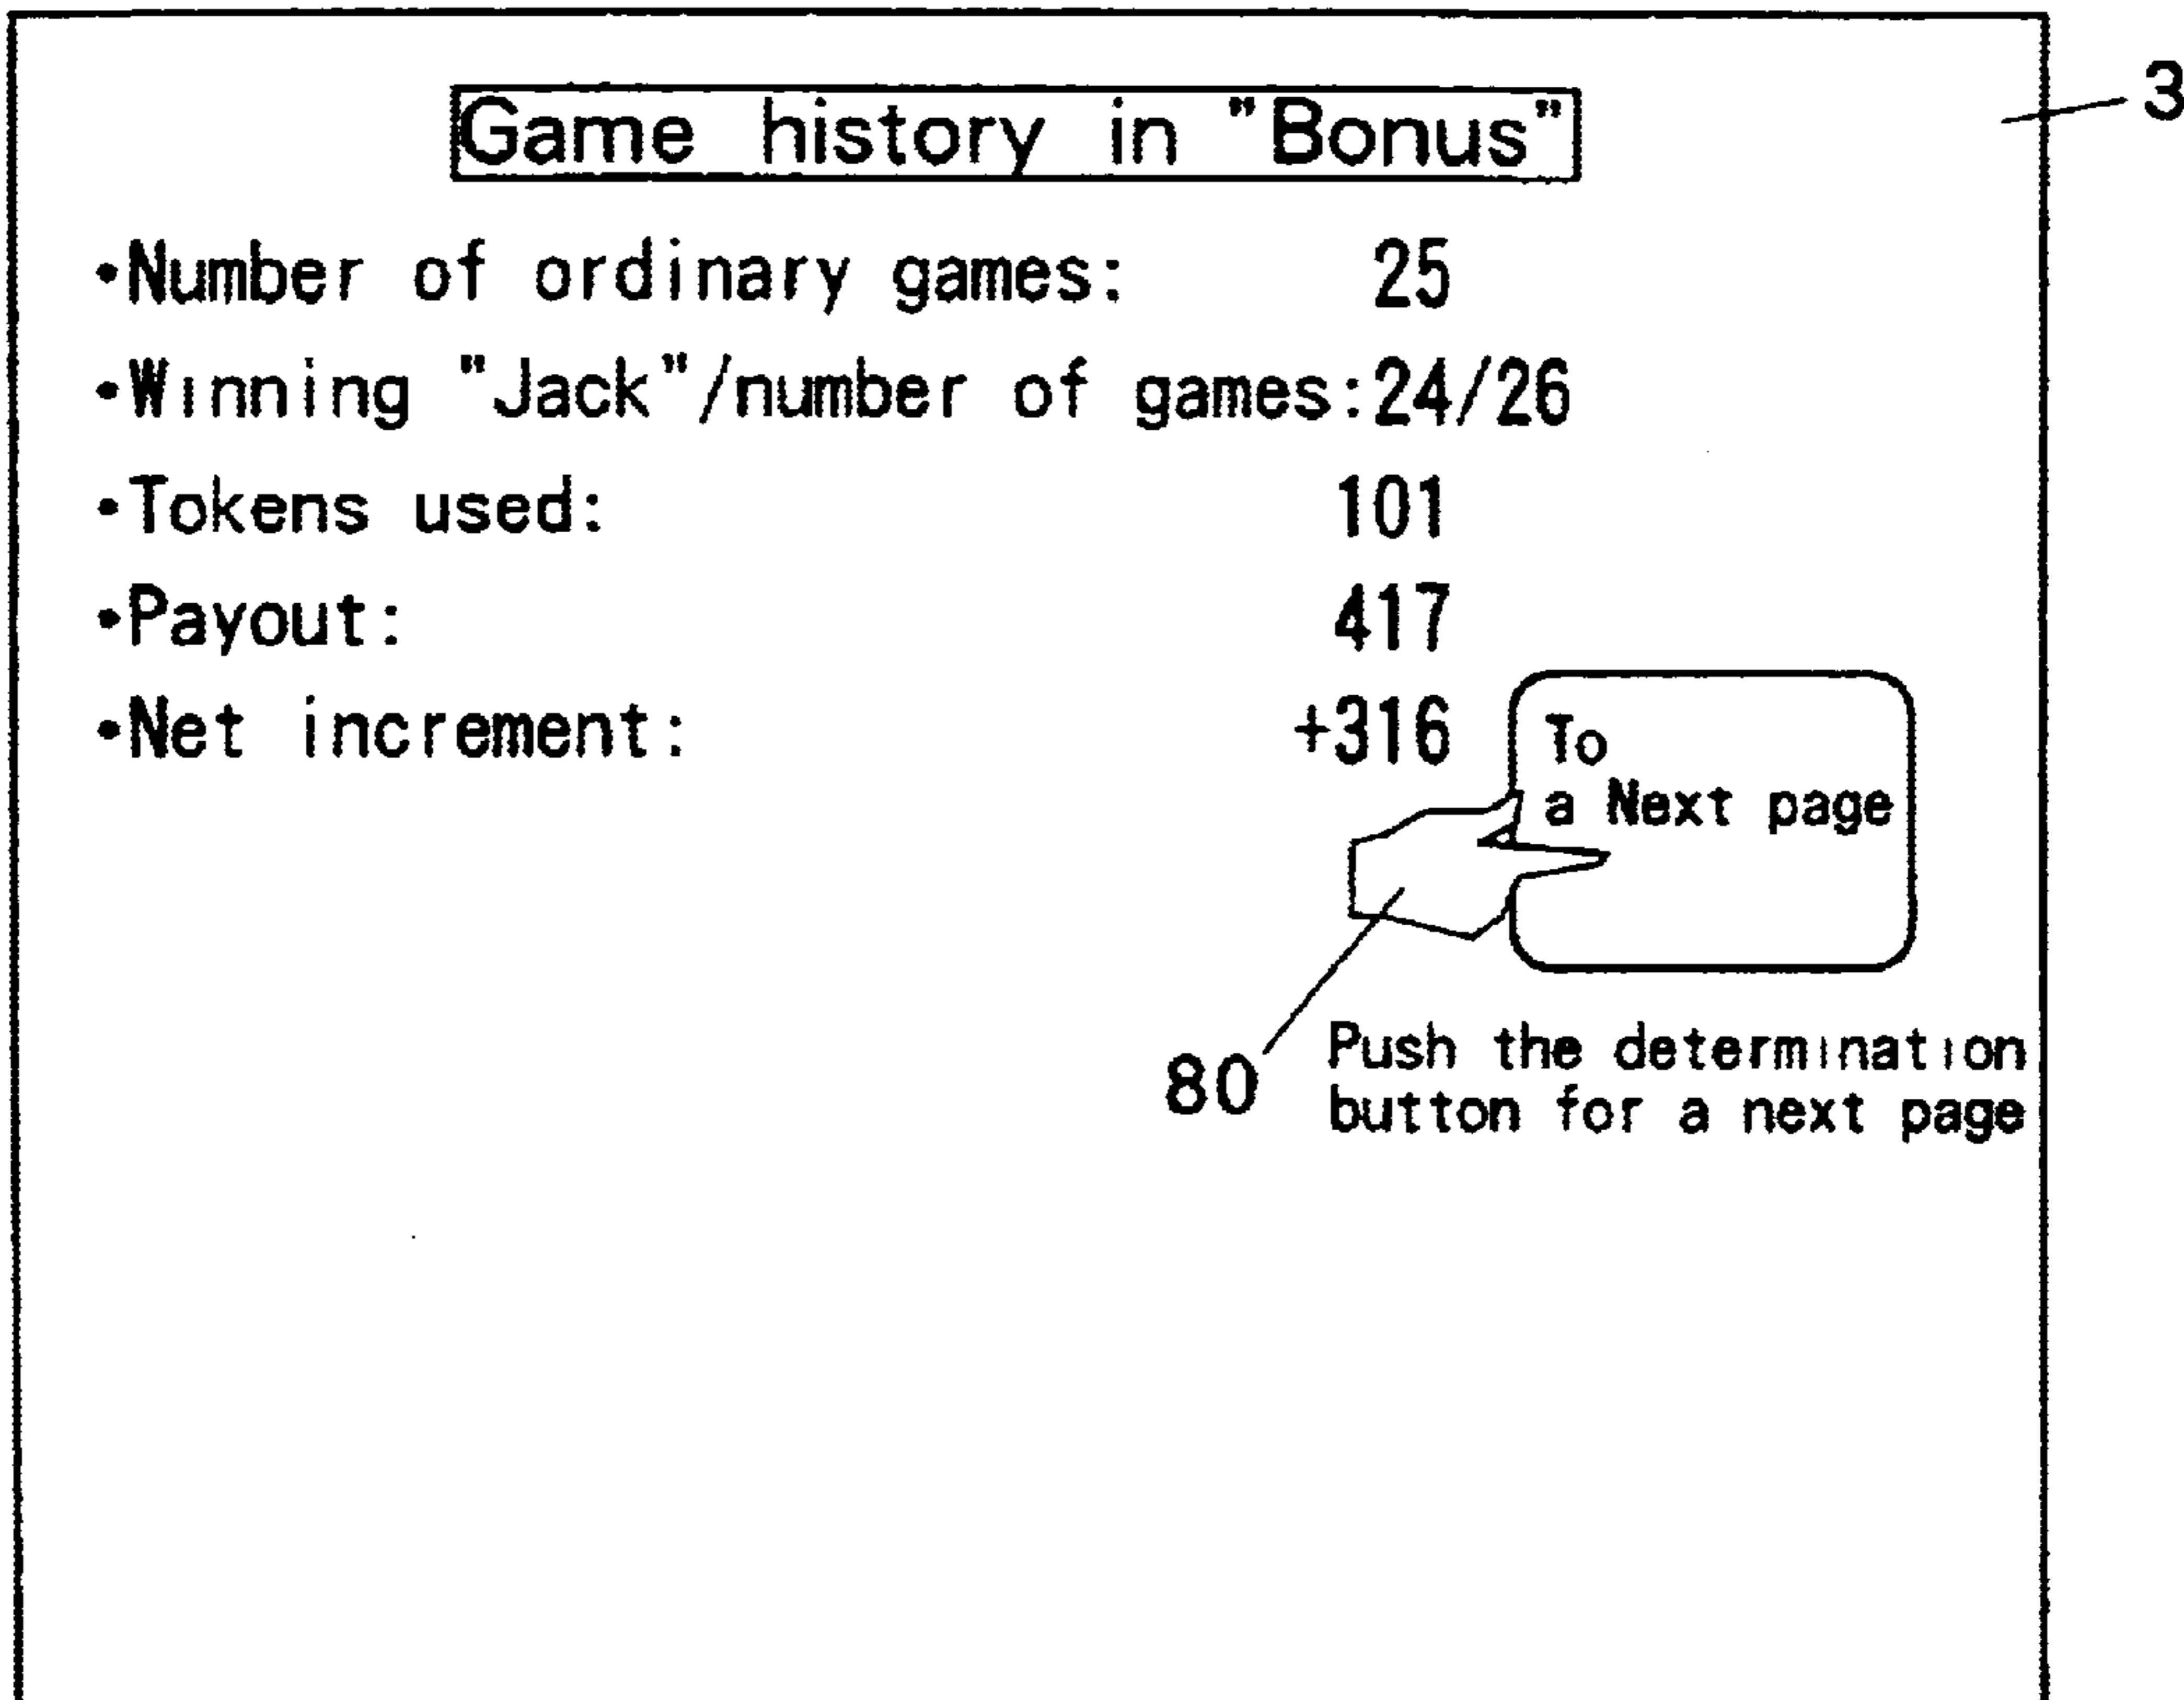 Game history in "Bonus"
3
•Number of ordinary games: 25
•Winning "Jack"/number of games:24/26
•Tokens used: 101
•Payout: 417
•Net increment: +316
To
a Next page
80
Push the determination
button for a next page